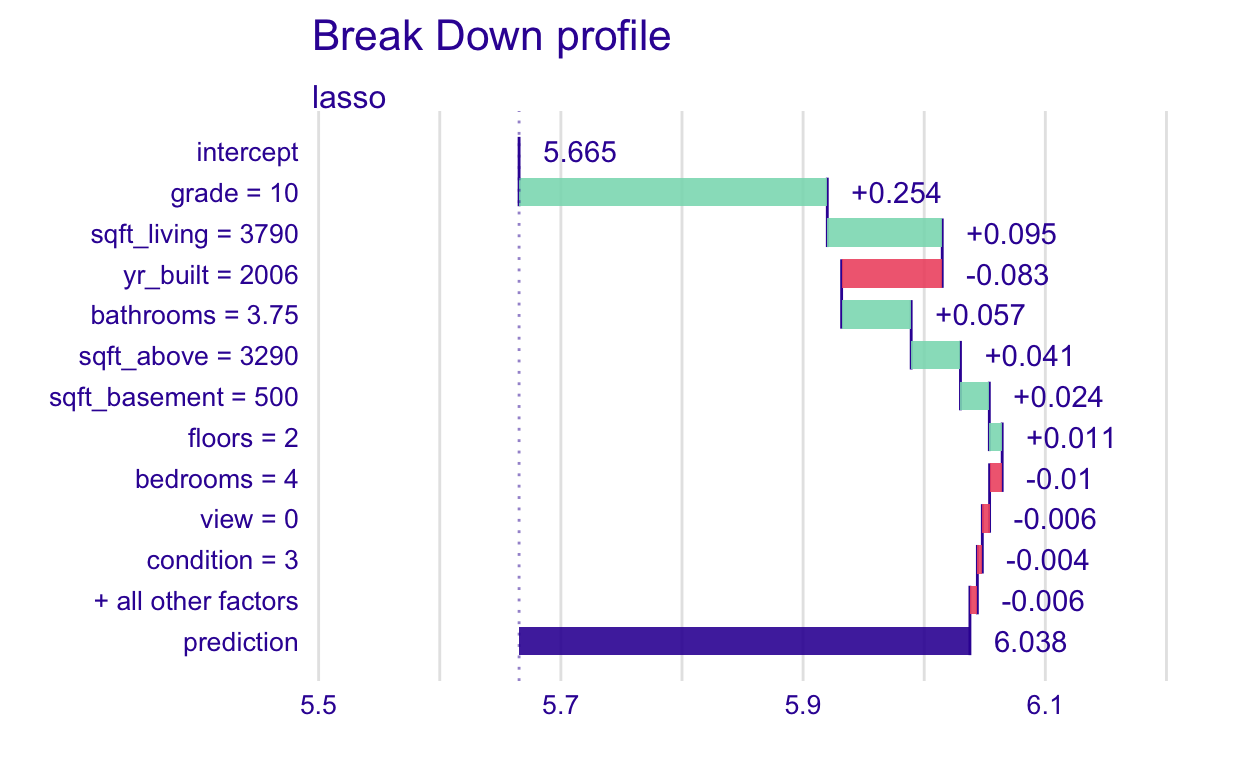 Break Down profile
lasso
intercept 5.665
grade = 10 +0.254
sqft_living = 3790 +0.095
yr_built = 2006 -0.083
bathrooms = 3.75 +0.057
sqft_above = 3290 +0.041
sqft_basement = 500 +0.024
floors = 2 +0.011
bedrooms = 4 -0.01
view = 0 -0.006
condition = 3 -0.004
+ all other factors -0.006
prediction 6.038
5.5 5.7 5.9 6.1